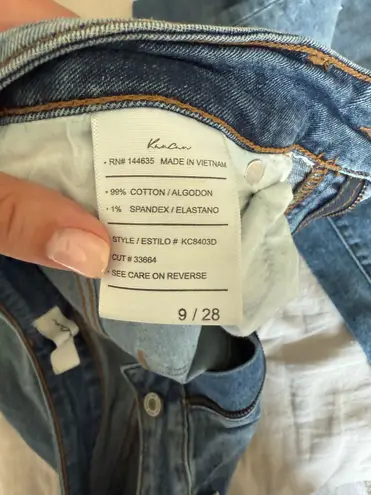 KanCan
• RN# 144635 MADE IN VIETNAM
• 99% COTTON / ALGODON
• 1% SPANDEX / ELASTANO
STYLE / ESTILO # KC8403D
CUT # 33664
• SEE CARE ON REVERSE
9 / 28